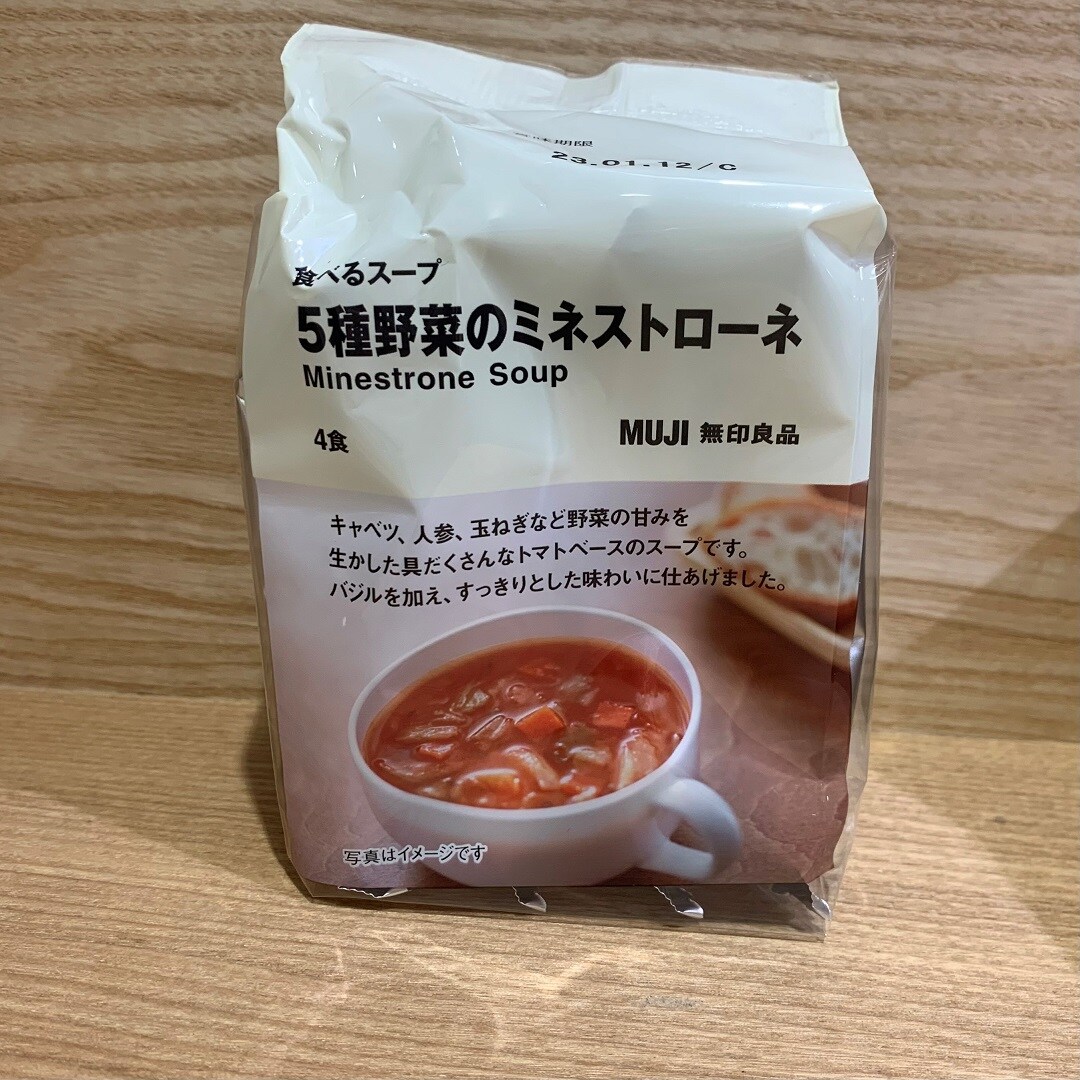 賞味期限
23.01.12/C
食べるスープ
5種野菜のミネストローネ
Minestrone Soup
4食
MUJI 無印良品
キャベツ、人参、玉ねぎなど野菜の甘みを
生かした具だくさんなトマトベースのスープです。
バジルを加え、すっきりとした味わいに仕あげました。
写真はイメージです